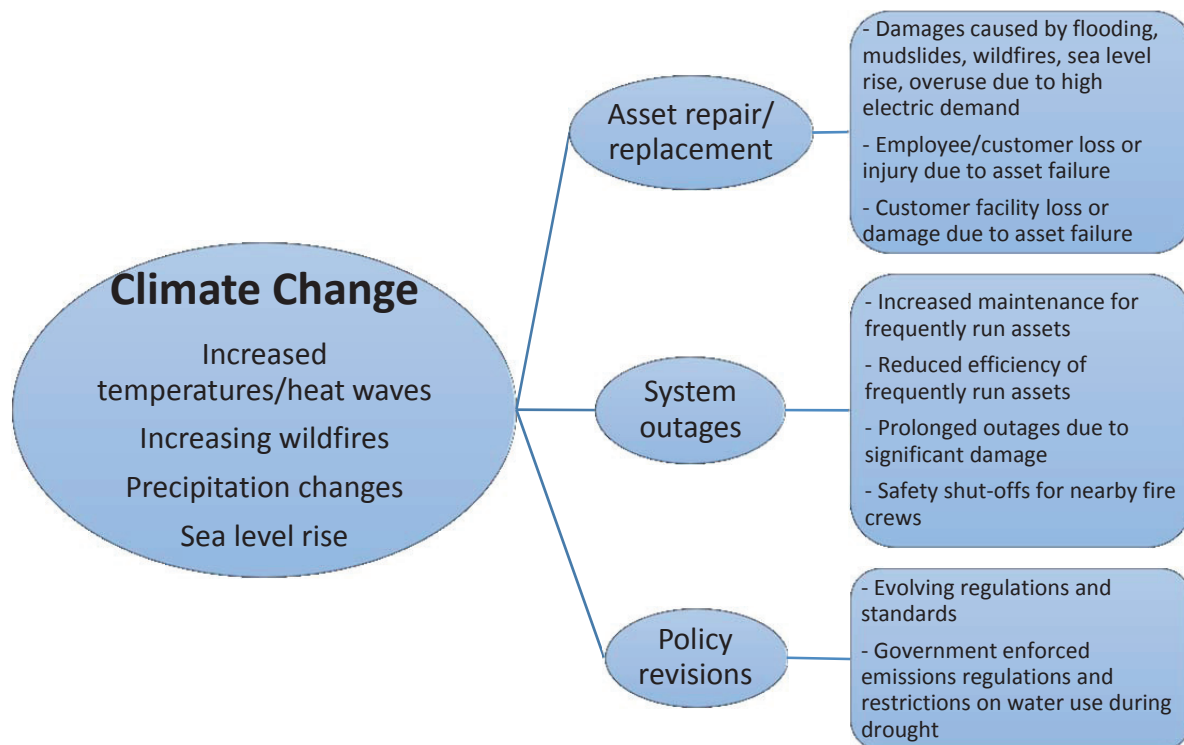 Climate Change
Increased
temperatures/heat waves
Increasing wildfires
Precipitation changes
Sea level rise
Asset repair/
replacement
- Damages caused by flooding,
mudslides, wildfires, sea level
rise, overuse due to high
electric demand
- Employee/customer loss or
injury due to asset failure
- Customer facility loss or
damage due to asset failure
System
outages
- Increased maintenance for
frequently run assets
- Reduced efficiency of
frequently run assets
- Prolonged outages due to
significant damage
- Safety shut-offs for nearby fire
crews
Policy
revisions
- Evolving regulations and
standards
- Government enforced
emissions regulations and
restrictions on water use during
drought